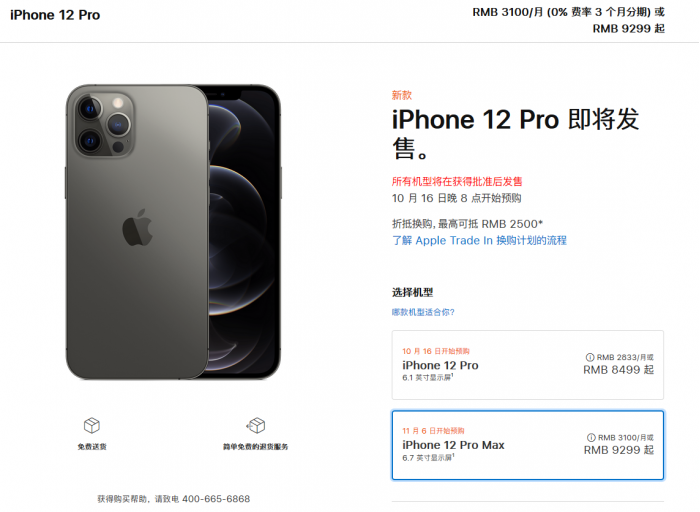 iPhone 12 Pro
RMB 3100/月 (0% 费率 3 个月分期) 或
RMB 9299 起
新款
iPhone 12 Pro 即将发
售。
所有机型将在获得批准后发售
10 月 16 日晚 8 点开始预购
折抵换购，最高可抵 RMB 2500*
了解 Apple Trade In 换购计划的流程
选择机型
哪款机型适合你？
10 月 16 日开始预购
iPhone 12 Pro
6.1 英寸显示屏1
RMB 2833/月或
RMB 8499 起
11 月 6 日开始预购
iPhone 12 Pro Max
6.7 英寸显示屏1
RMB 3100/月或
RMB 9299 起
免费送货
简单免费的退货服务
获得购买帮助，请致电 400-665-6868